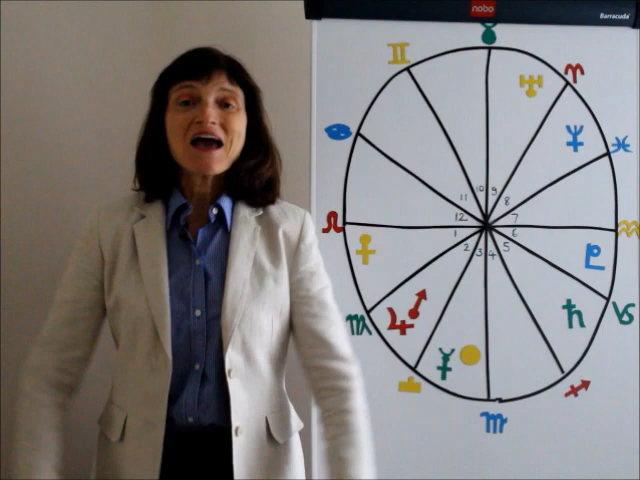 nobo
Barracuda
♊ ♉ ♈
♅
♋ ♆ ♓
10 9
11 8
♌ 12 7 ♒
1 6
♀ 2 3 4 5 ♇
♍ ♃ ♂ ♄ ♑
☿
♎ ♐
♏